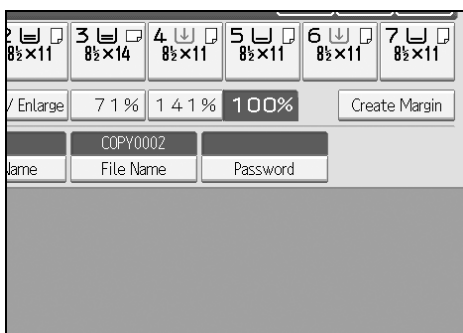 2 3 4 5 6 7
8½×11 8½×14 8½×11 8½×11 8½×11 8½×11
/ Enlarge 71% 141% 100% Create Margin
COPY0002
Name File Name Password